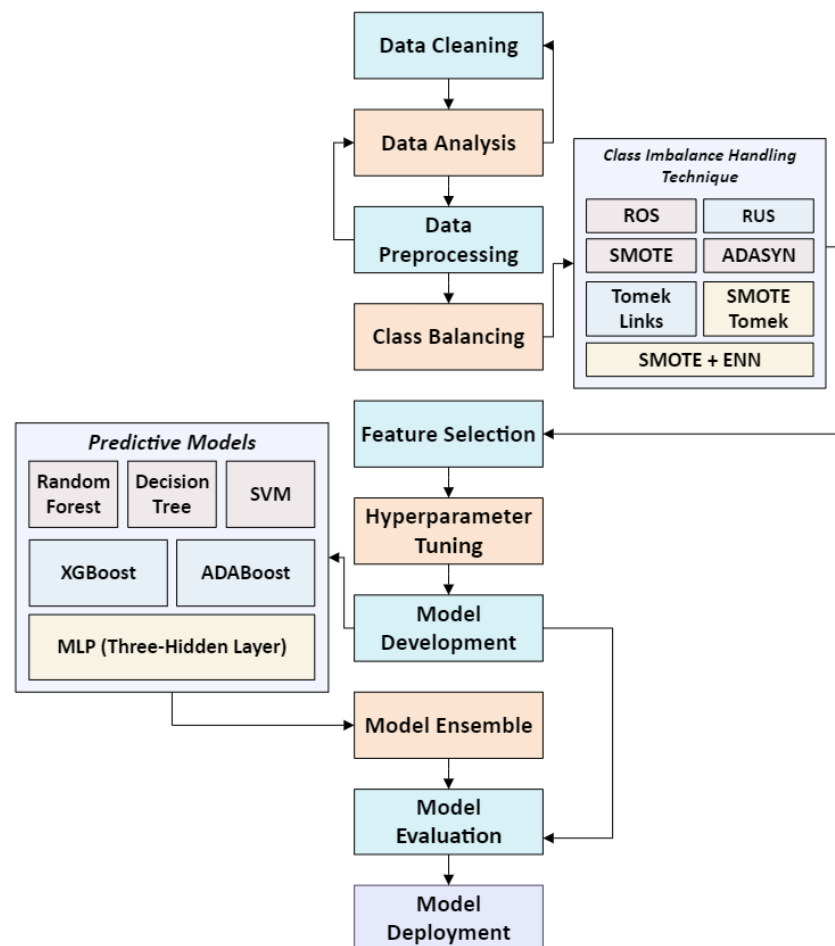 Data Cleaning
Data Analysis
Data
Preprocessing
Class Balancing
Class Imbalance Handling
Technique
ROS
RUS
SMOTE
ADASYN
Tomek
Links
SMOTE
Tomek
SMOTE + ENN
Feature Selection
Hyperparameter
Tuning
Model
Development
Predictive Models
Random
Forest
Decision
Tree
SVM
XGBoost
ADABoost
MLP (Three-Hidden Layer)
Model Ensemble
Model
Evaluation
Model
Deployment